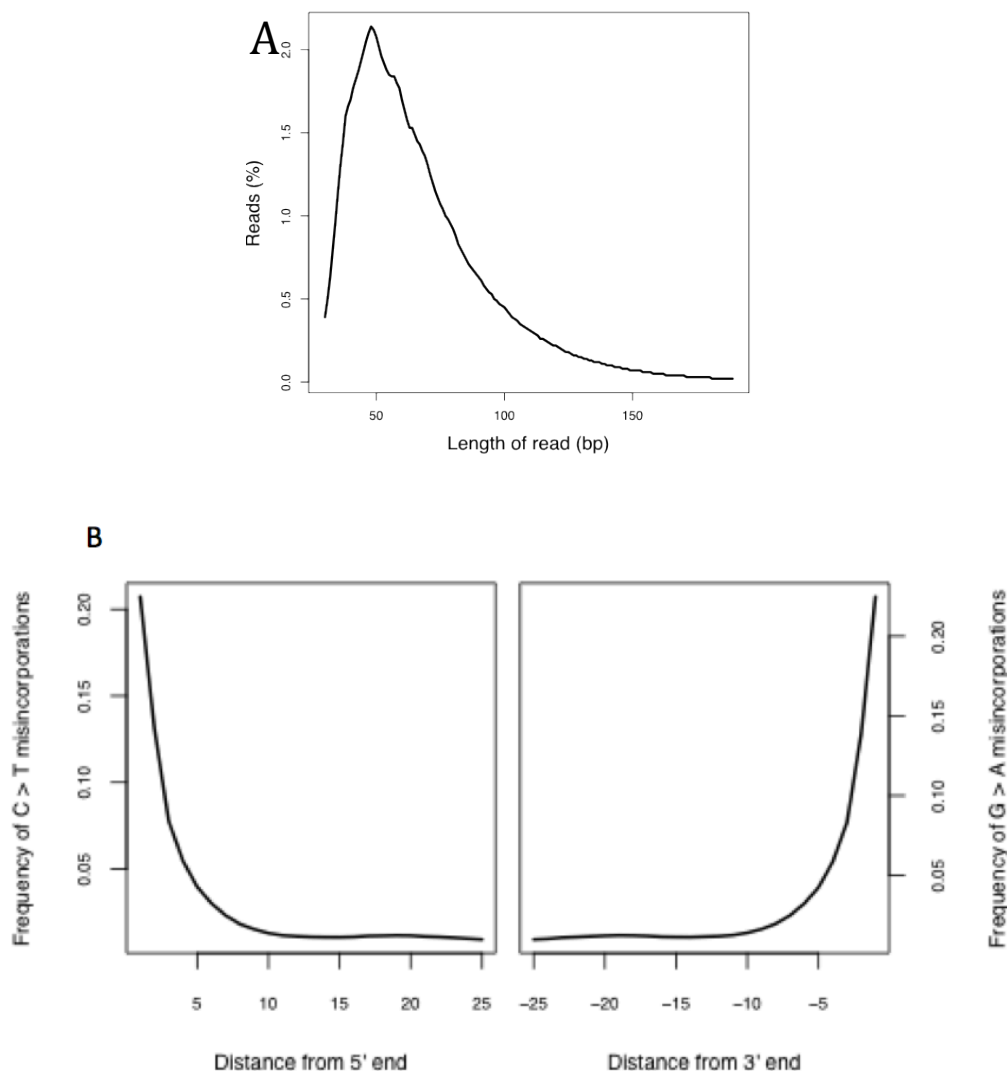 A
2.0
1.5
1.0
0.5
0.0
Reads (%)
50 100 150
Length of read (bp)
B
Frequency of C > T misincorporations
0.20
0.15
0.10
0.05
5 10 15 20 25
Distance from 5' end
−25 −20 −15 −10 −5
Distance from 3' end
0.20
0.15
0.10
0.05
Frequency of G > A misincorporations